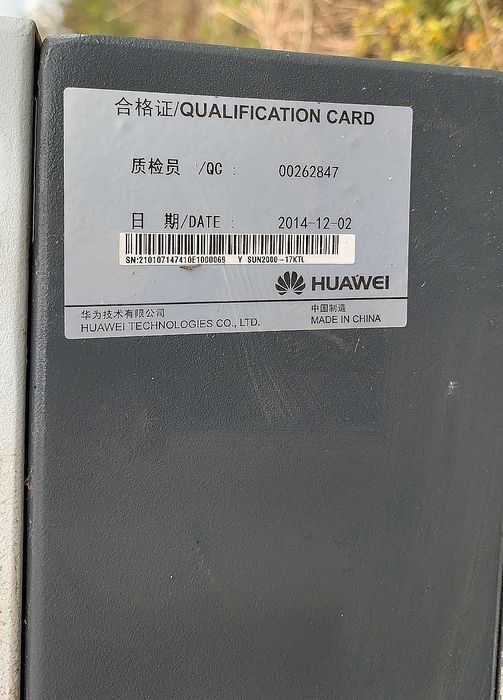 合格证/QUALIFICATION CARD
质检员 /QC : 00262847
日 期/DATE : 2014-12-02
SN:210107147410E1000069 Y SUN2000-17KTL
HUAWEI
华为技术有限公司
HUAWEI TECHNOLOGIES CO., LTD.
中国制造
MADE IN CHINA